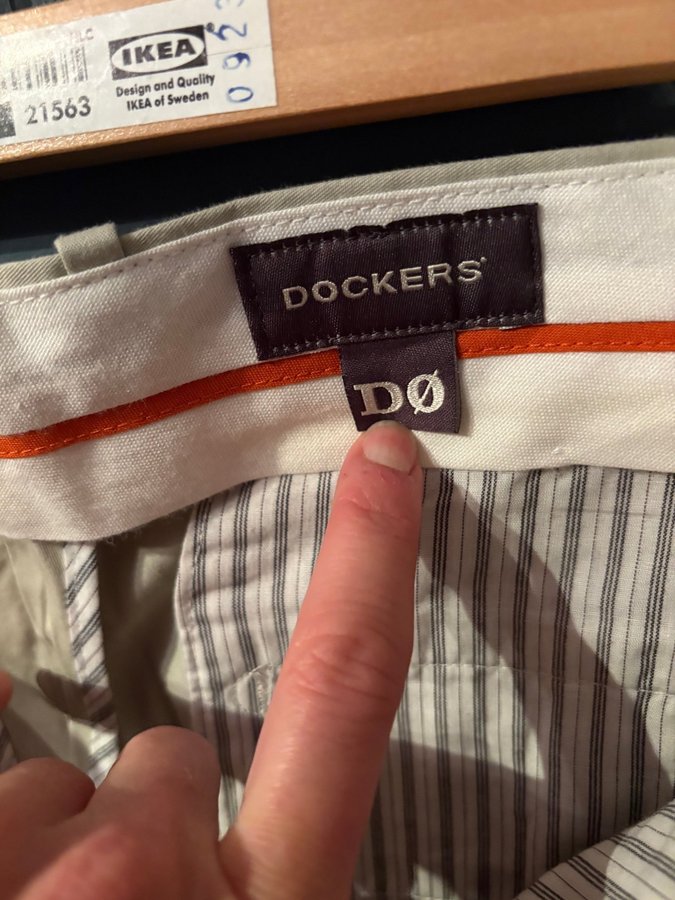 IKEA®
Design and Quality
IKEA of Sweden
21563
0923
DOCKERS®
DØ